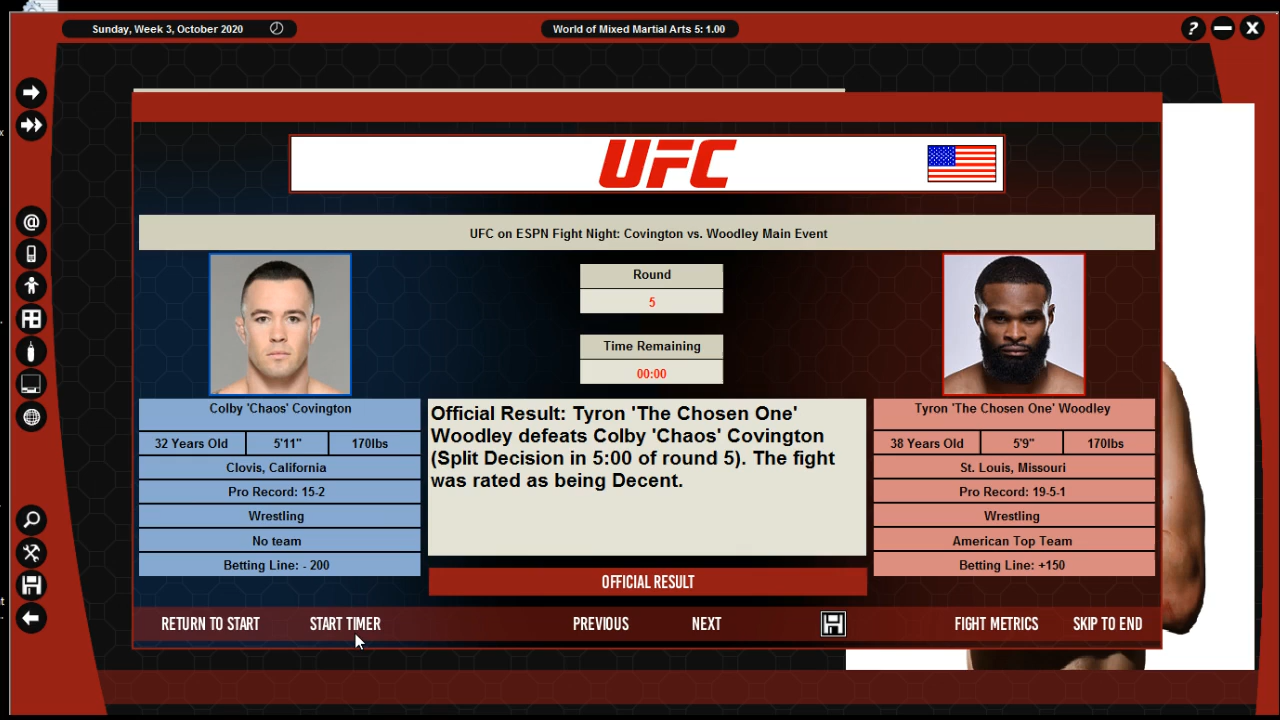 Sunday, Week 3, October 2020
World of Mixed Martial Arts 5: 1.00
?
X
UFC
UFC on ESPN Fight Night: Covington vs. Woodley Main Event
Round
5
Time Remaining
00:00
Colby 'Chaos' Covington
32 Years Old
5'11"
170lbs
Clovis, California
Pro Record: 15-2
Wrestling
No team
Betting Line: - 200
Official Result: Tyron 'The Chosen One'
Woodley defeats Colby 'Chaos' Covington
(Split Decision in 5:00 of round 5). The fight
was rated as being Decent.
OFFICIAL RESULT
Tyron 'The Chosen One' Woodley
38 Years Old
5'9"
170lbs
St. Louis, Missouri
Pro Record: 19-5-1
Wrestling
American Top Team
Betting Line: +150
RETURN TO START
START TIMER
PREVIOUS
NEXT
FIGHT METRICS
SKIP TO END
@